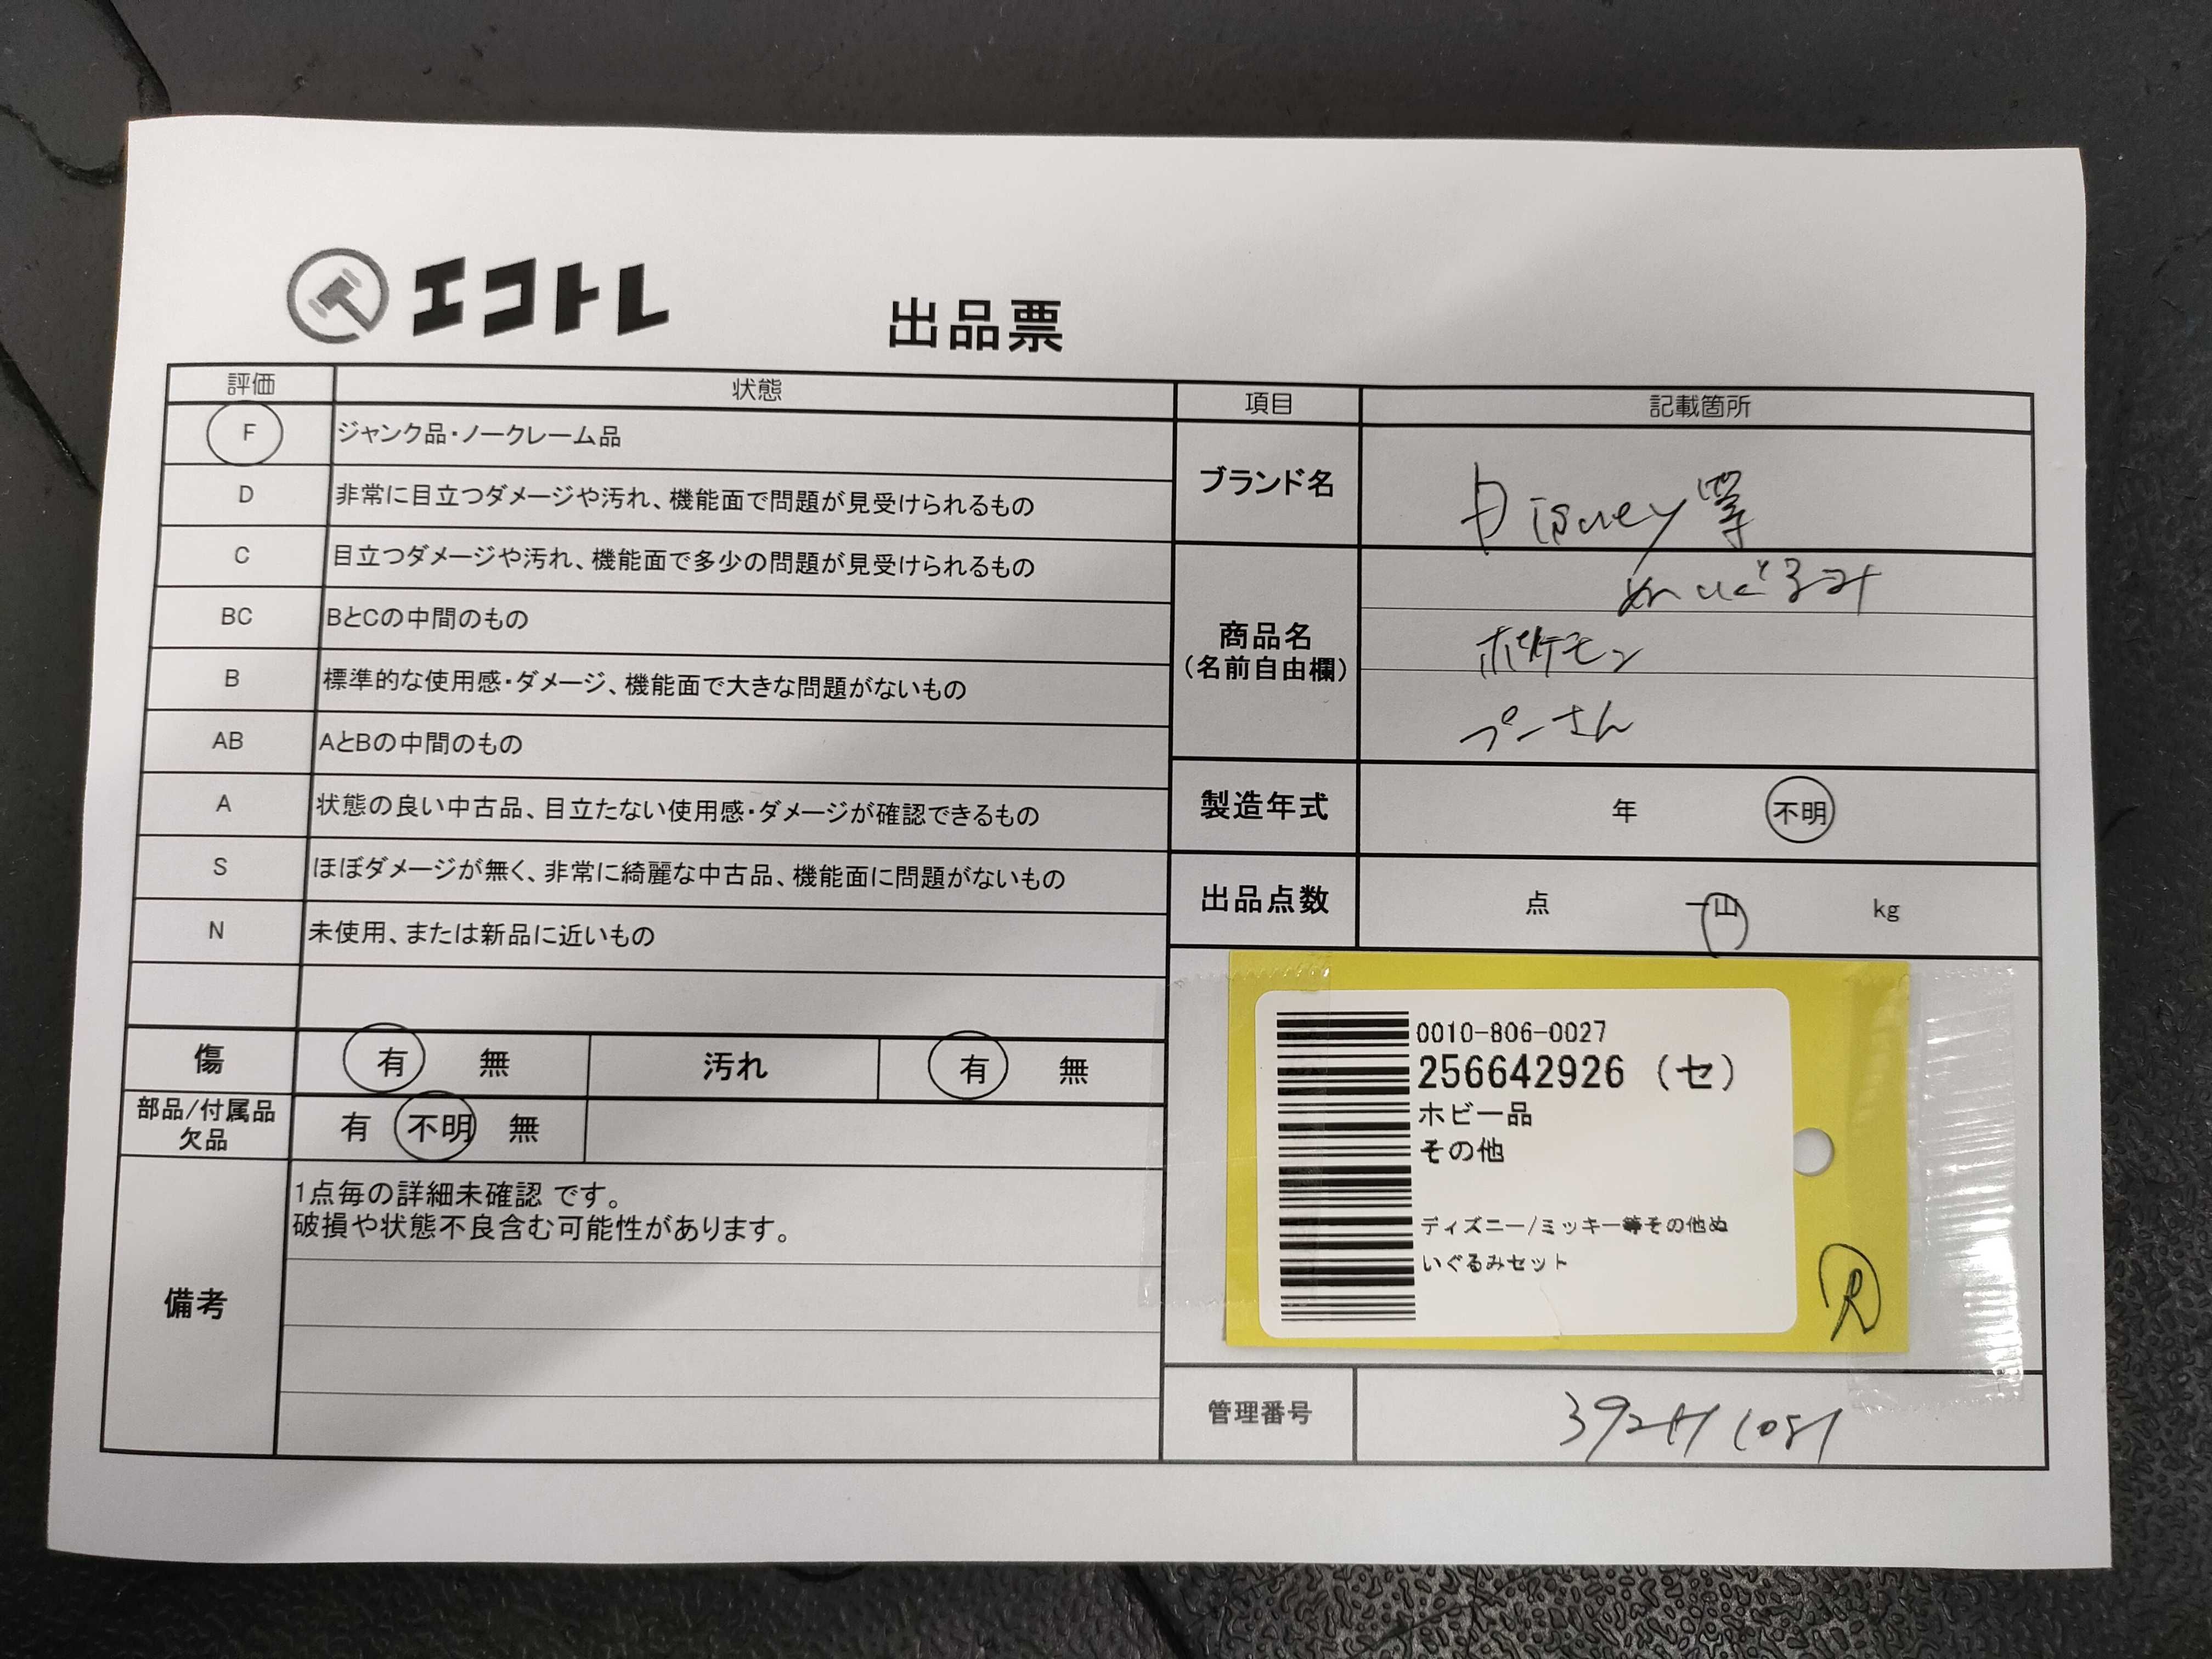 エコトレ
出品票
評価 状態
F ジャンク品・ノークレーム品
D 非常に目立つダメージや汚れ、機能面で問題が見受けられるもの
C 目立つダメージや汚れ、機能面で多少の問題が見受けられるもの
BC BとCの中間のもの
B 標準的な使用感・ダメージ、機能面で大きな問題がないもの
AB AとBの中間のもの
A 状態の良い中古品、目立たない使用感・ダメージが確認できるもの
S ほぼダメージが無く、非常に綺麗な中古品、機能面に問題がないもの
N 未使用、または新品に近いもの
傷 有 無 汚れ 有 無
部品/付属品 欠品 有 不明 無
備考
1点毎の詳細未確認 です。
破損や状態不良含む可能性があります。
項目 記載箇所
ブランド名 Disney等
商品名
(名前自由欄)
ぬいぐるみ
ポケモン
プーさん
製造年式 年 不明
出品点数 点 一山 kg
0010-806-0027
256642926 (セ)
ホビー品
その他
ディズニー/ミッキー等その他ぬ
いぐるみセット
R
管理番号 392H1081